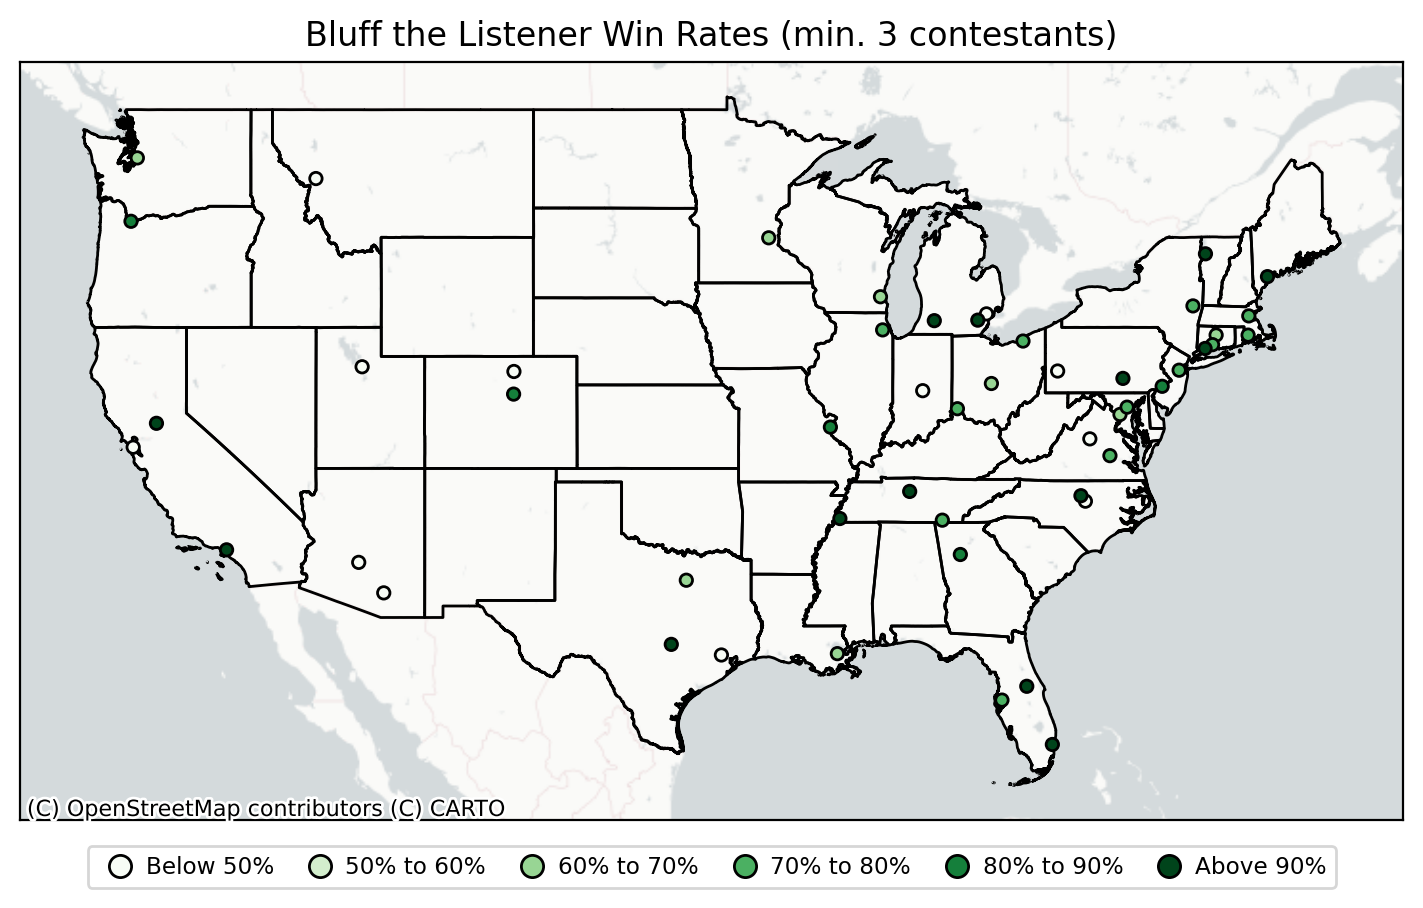 Bluff the Listener Win Rates (min. 3 contestants)
(C) OpenStreetMap contributors (C) CARTO
Below 50% 50% to 60% 60% to 70% 70% to 80% 80% to 90% Above 90%